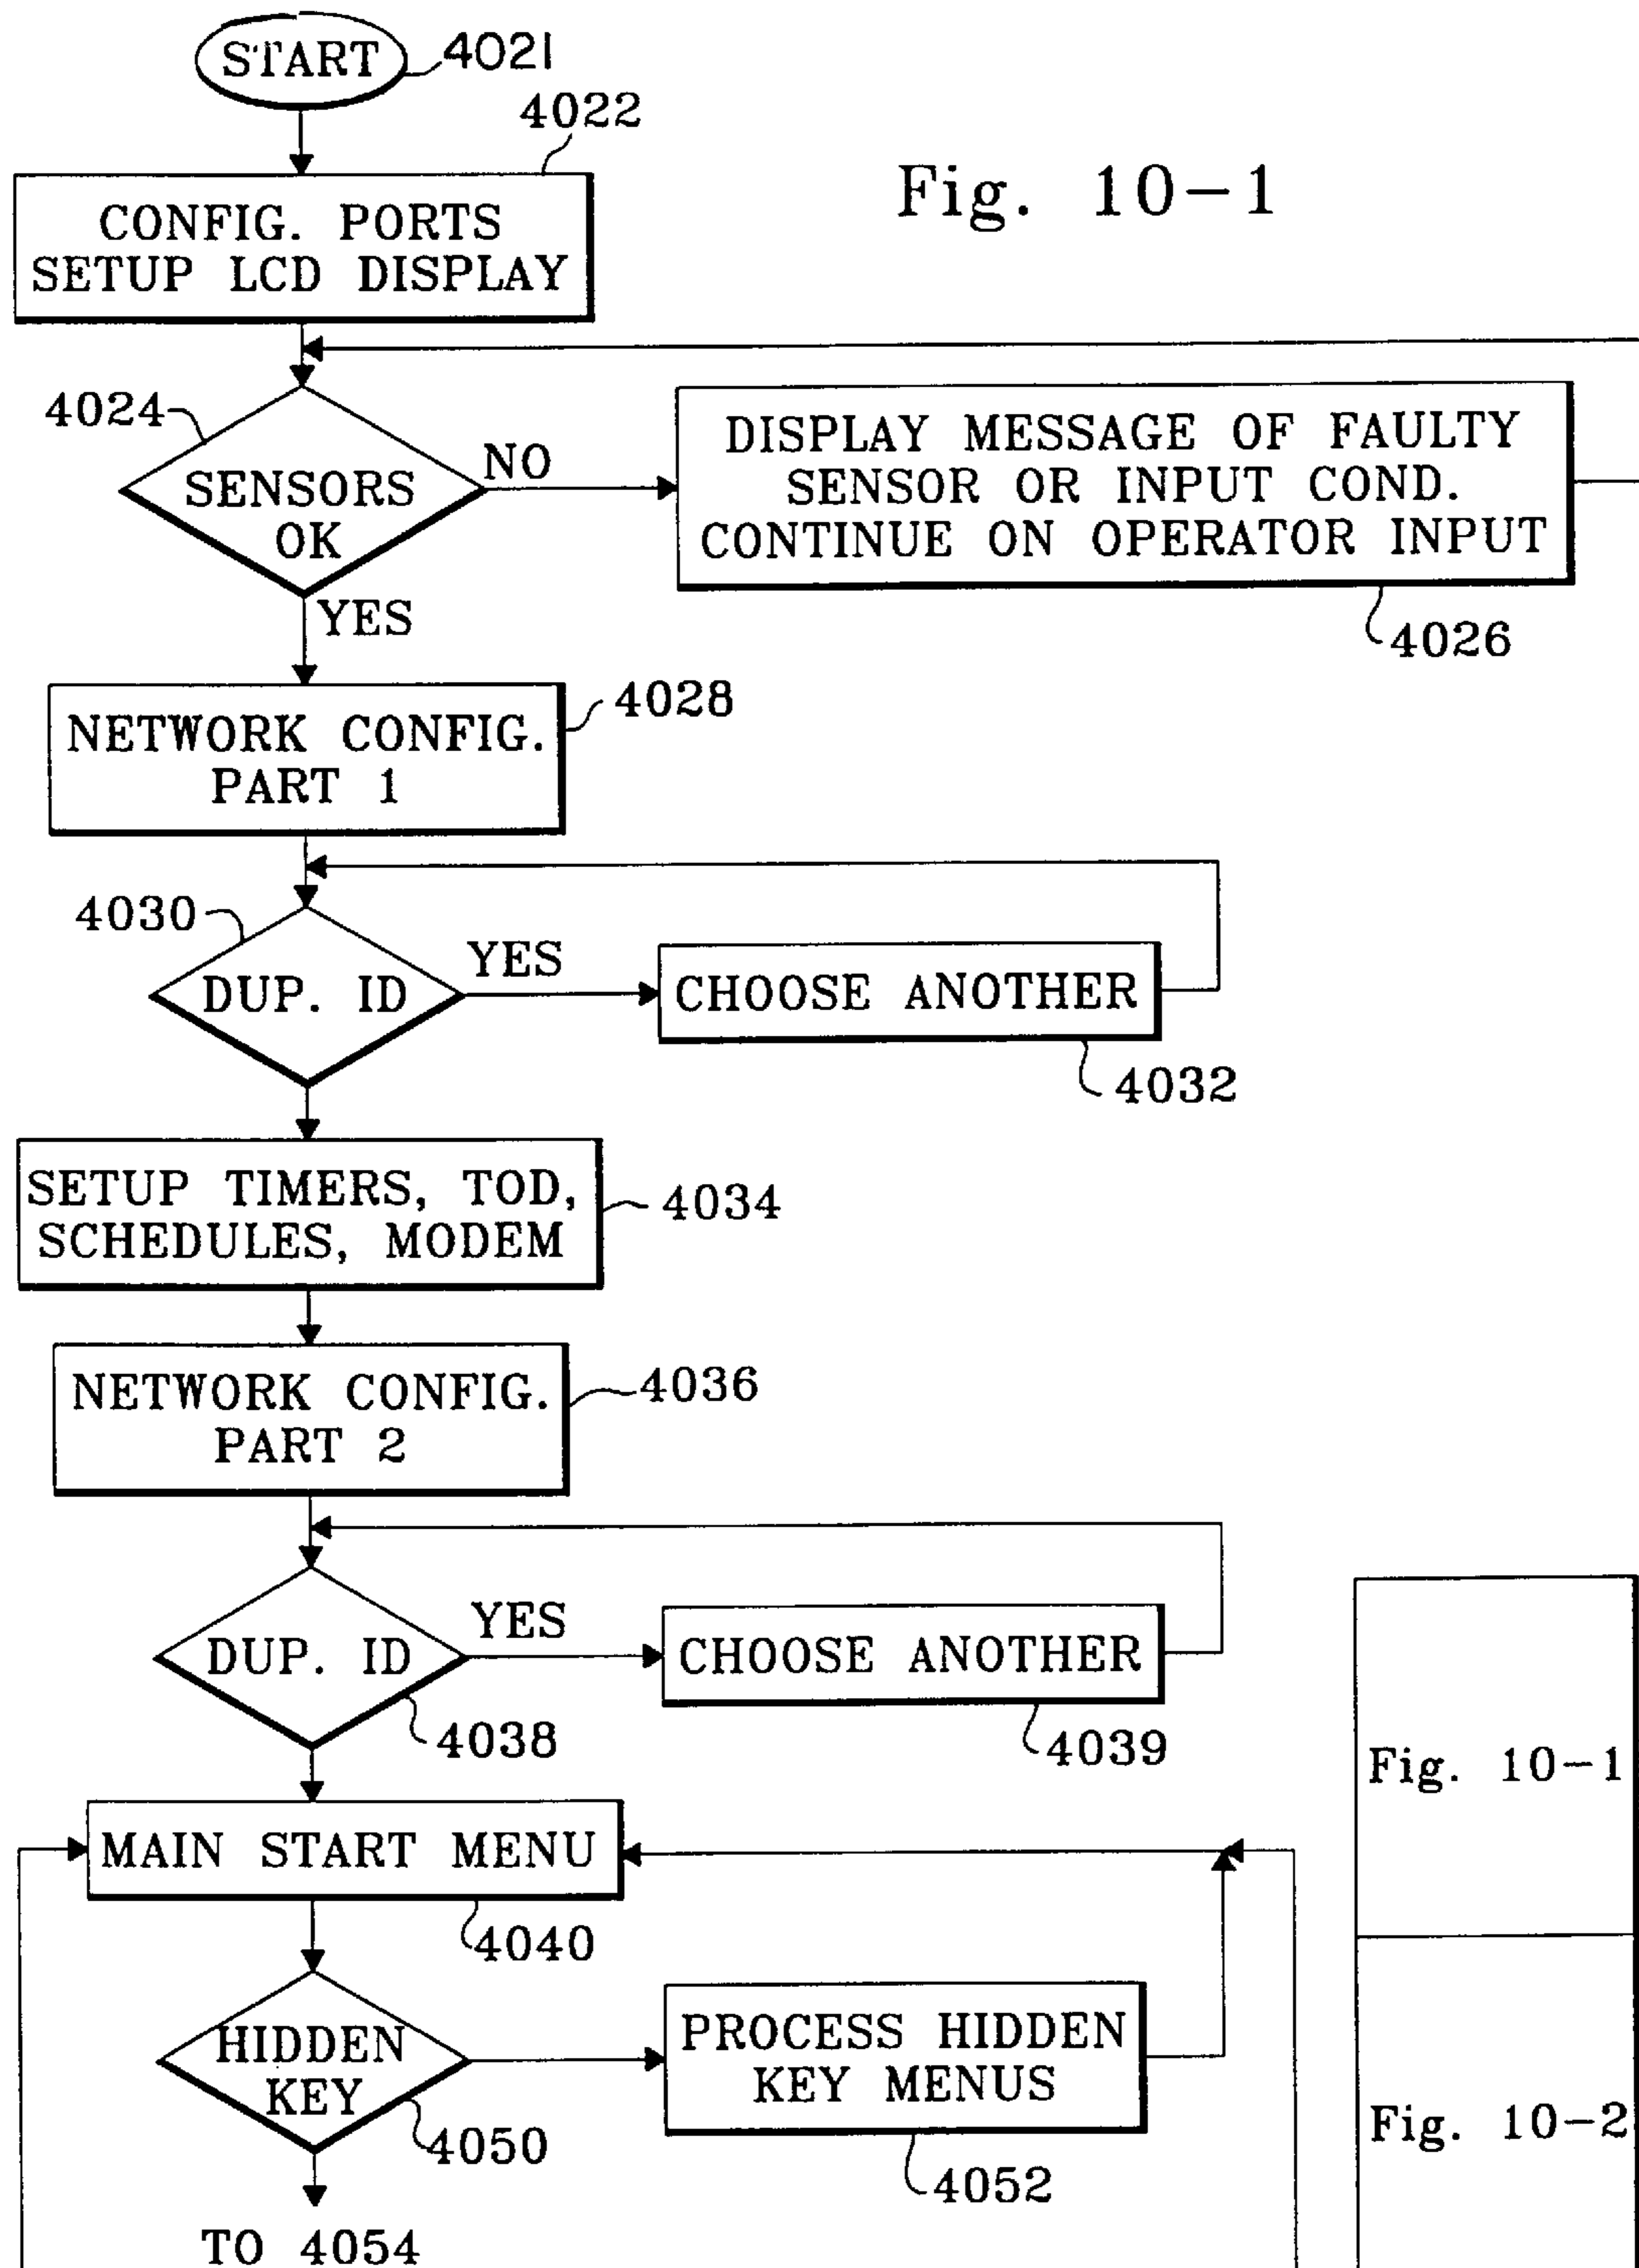 START
4021
4022
Fig. 10-1
CONFIG. PORTS
SETUP LCD DISPLAY
4024
SENSORS
OK
NO
DISPLAY MESSAGE OF FAULTY
SENSOR OR INPUT COND.
CONTINUE ON OPERATOR INPUT
4026
YES
NETWORK CONFIG.
PART 1
4028
4030
DUP. ID
YES
CHOOSE ANOTHER
4032
SETUP TIMERS, TOD,
SCHEDULES, MODEM
4034
NETWORK CONFIG.
PART 2
4036
DUP. ID
YES
CHOOSE ANOTHER
4038
4039
MAIN START MENU
4040
HIDDEN
KEY
4050
PROCESS HIDDEN
KEY MENUS
4052
TO 4054
Fig. 10-1
Fig. 10-2